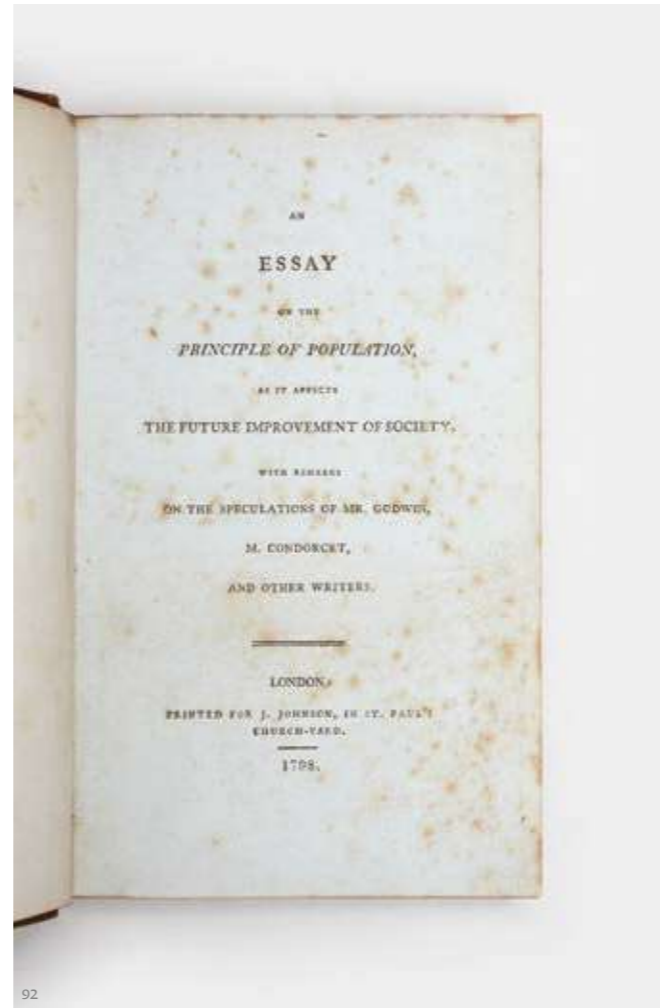 AN
ESSAY
ON THE
PRINCIPLE OF POPULATION,
AS IT AFFECTS
THE FUTURE IMPROVEMENT OF SOCIETY.
WITH REMARKS
ON THE SPECULATIONS OF MR. GODWIN,
M. CONDORCET,
AND OTHER WRITERS.
LONDON:
PRINTED FOR J. JOHNSON, IN ST. PAUL'S
CHURCH-YARD.
1798.
92